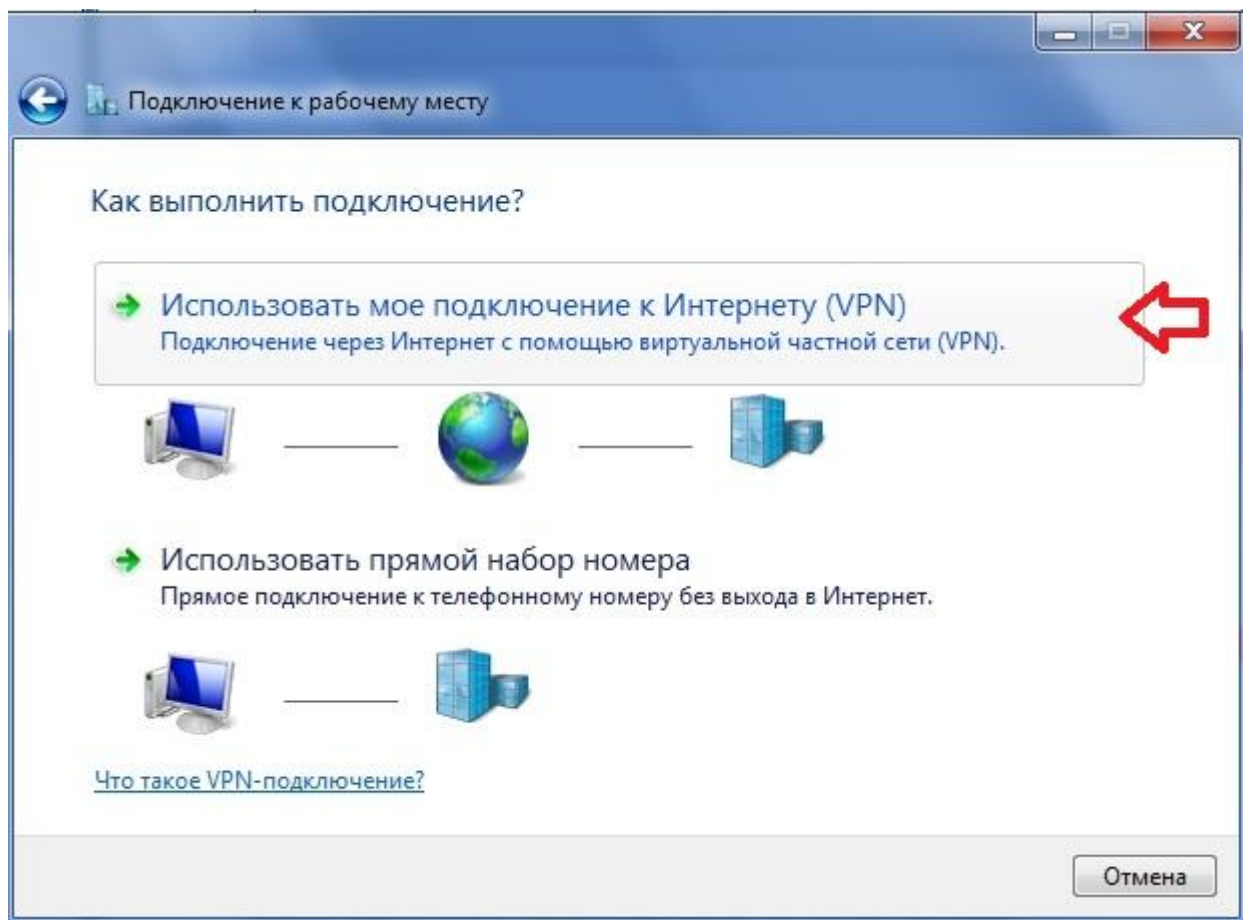 Подключение к рабочему месту
Как выполнить подключение?
Использовать мое подключение к Интернету (VPN)
Подключение через Интернет с помощью виртуальной частной сети (VPN).
Использовать прямой набор номера
Прямое подключение к телефонному номеру без выхода в Интернет.
Что такое VPN-подключение?
Отмена